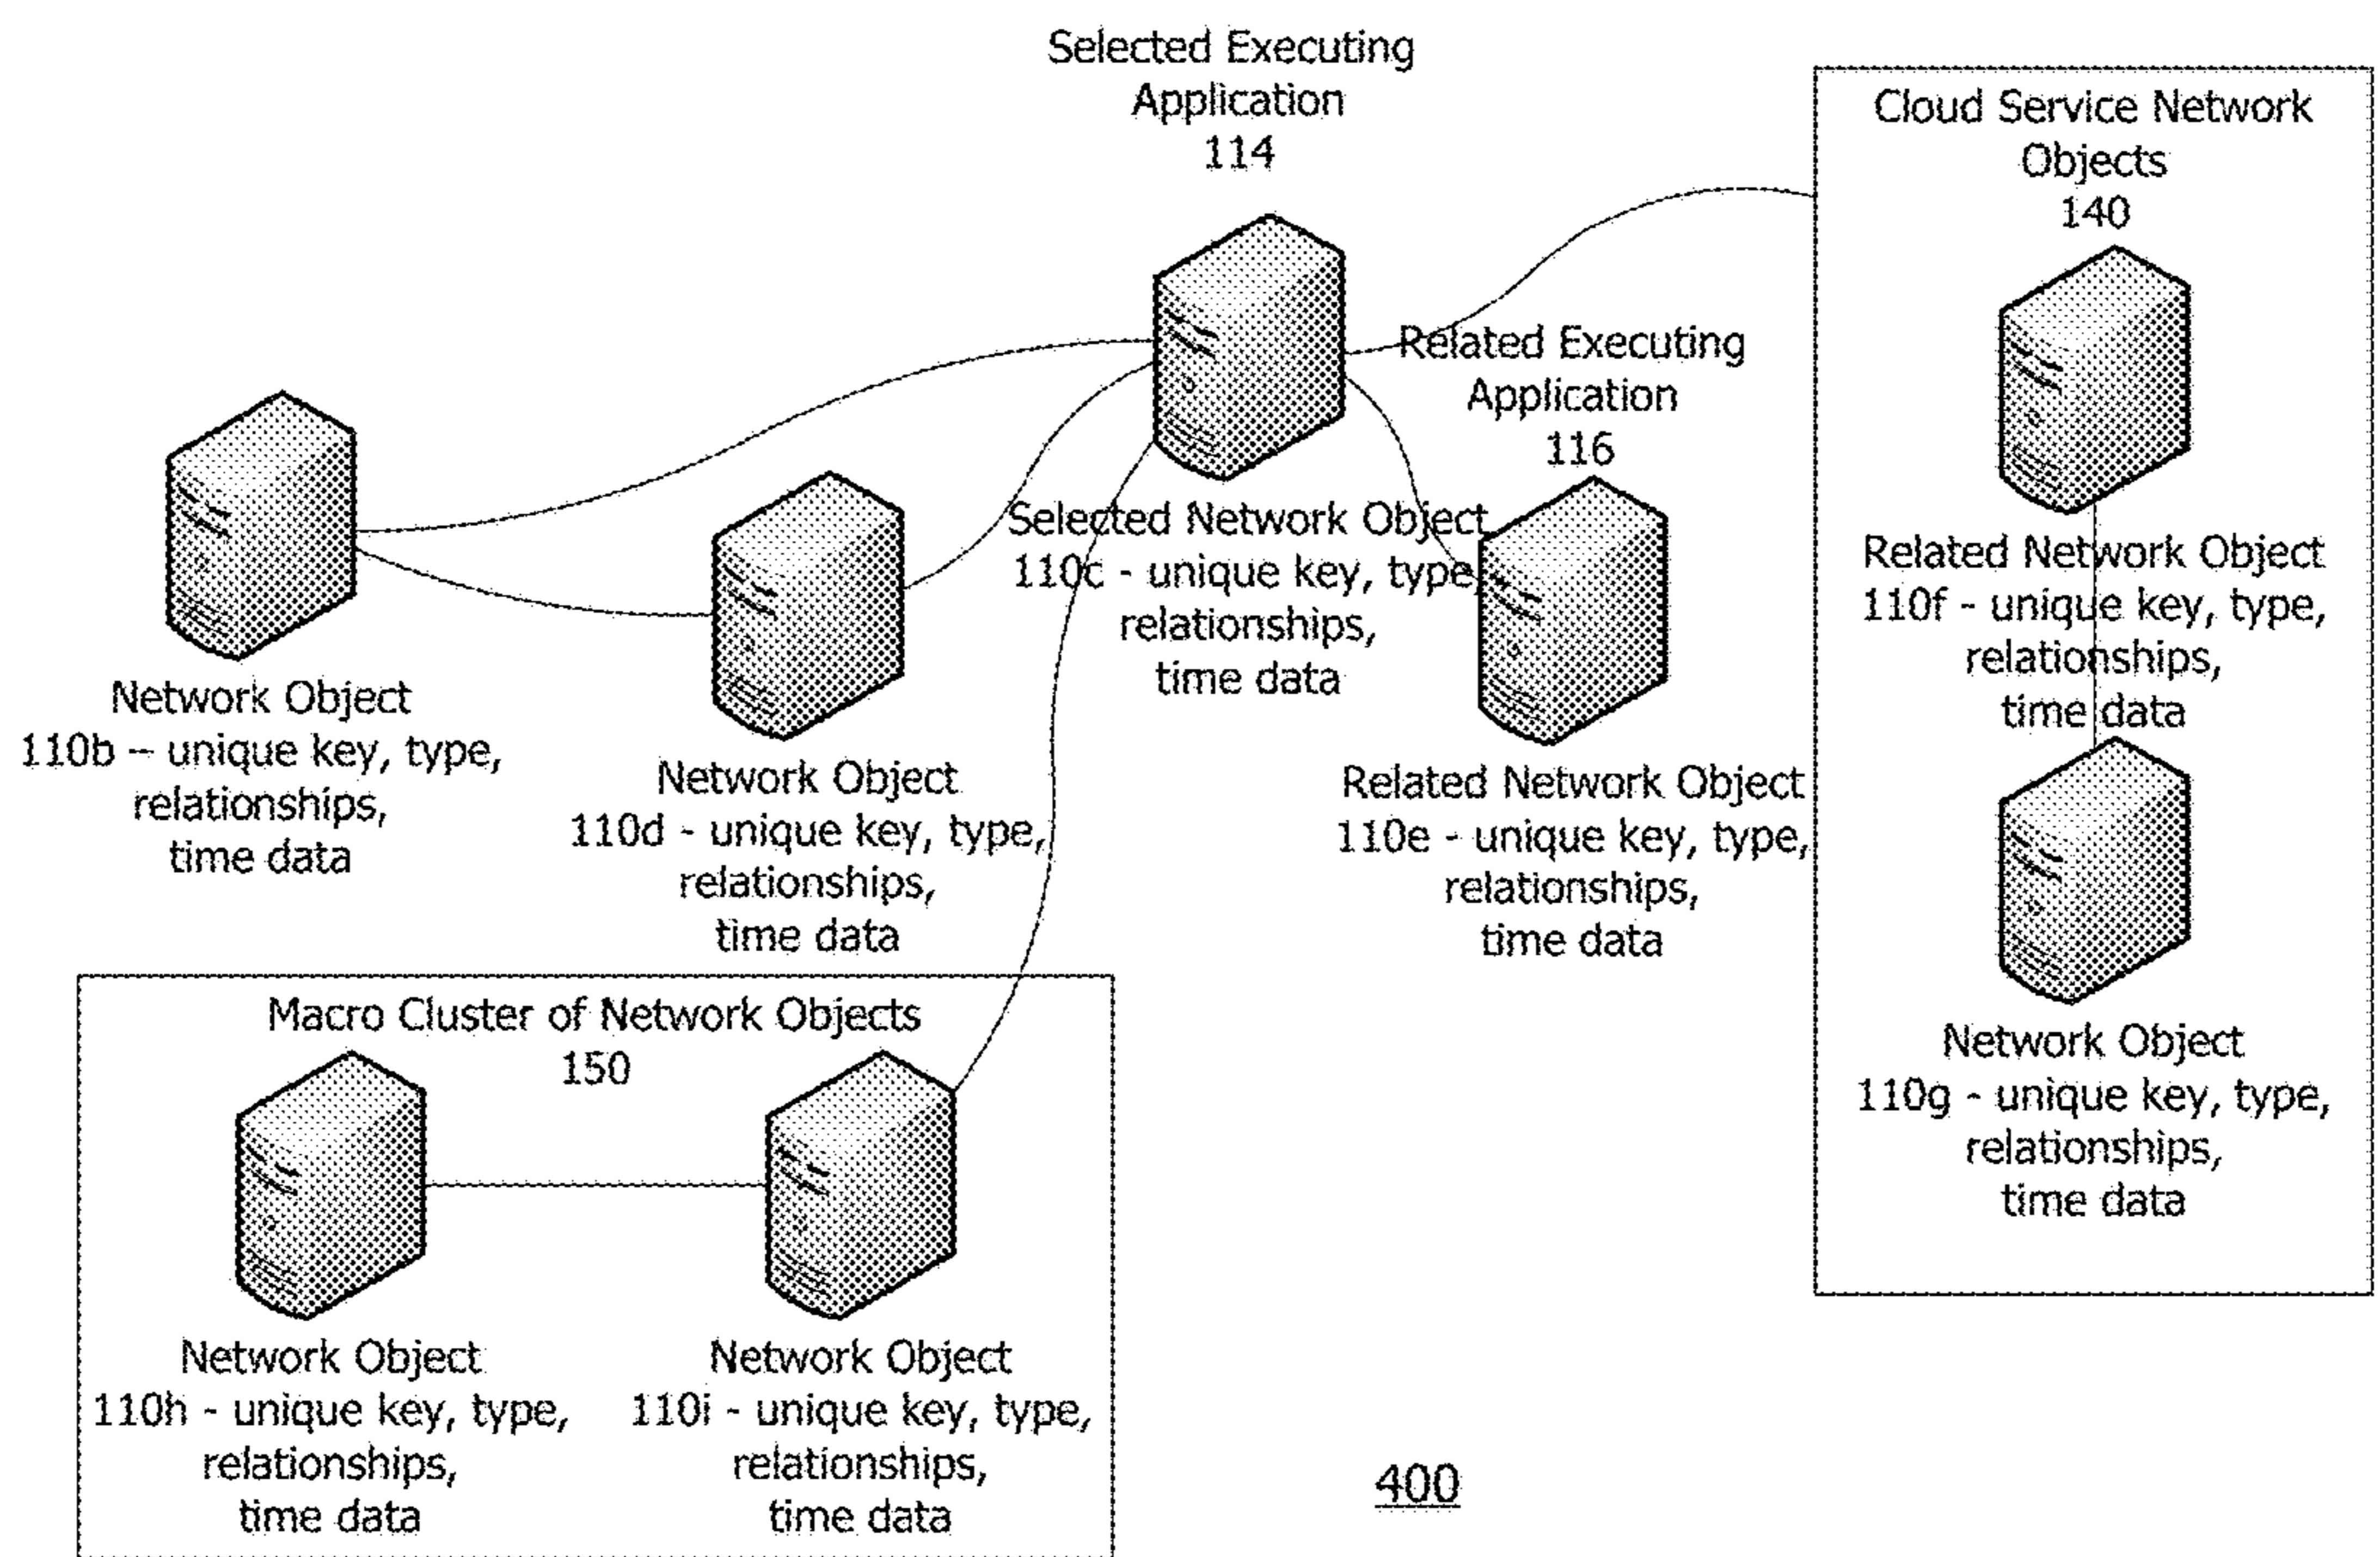 Selected Executing
Application
114
Cloud Service Network
Objects
140
Related Executing
Application
116
Selected Network Object
110c - unique key, type,
relationships,
time data
Related Network Object
110f - unique key, type,
relationships,
time data
Network Object
110b – unique key, type,
relationships,
time data
Network Object
110d - unique key, type,
relationships,
time data
Related Network Object
110e - unique key, type,
relationships,
time data
Macro Cluster of Network Objects
150
Network Object
110g - unique key, type,
relationships,
time data
Network Object
110h - unique key, type,
relationships,
time data
Network Object
110i - unique key, type,
relationships,
time data
400